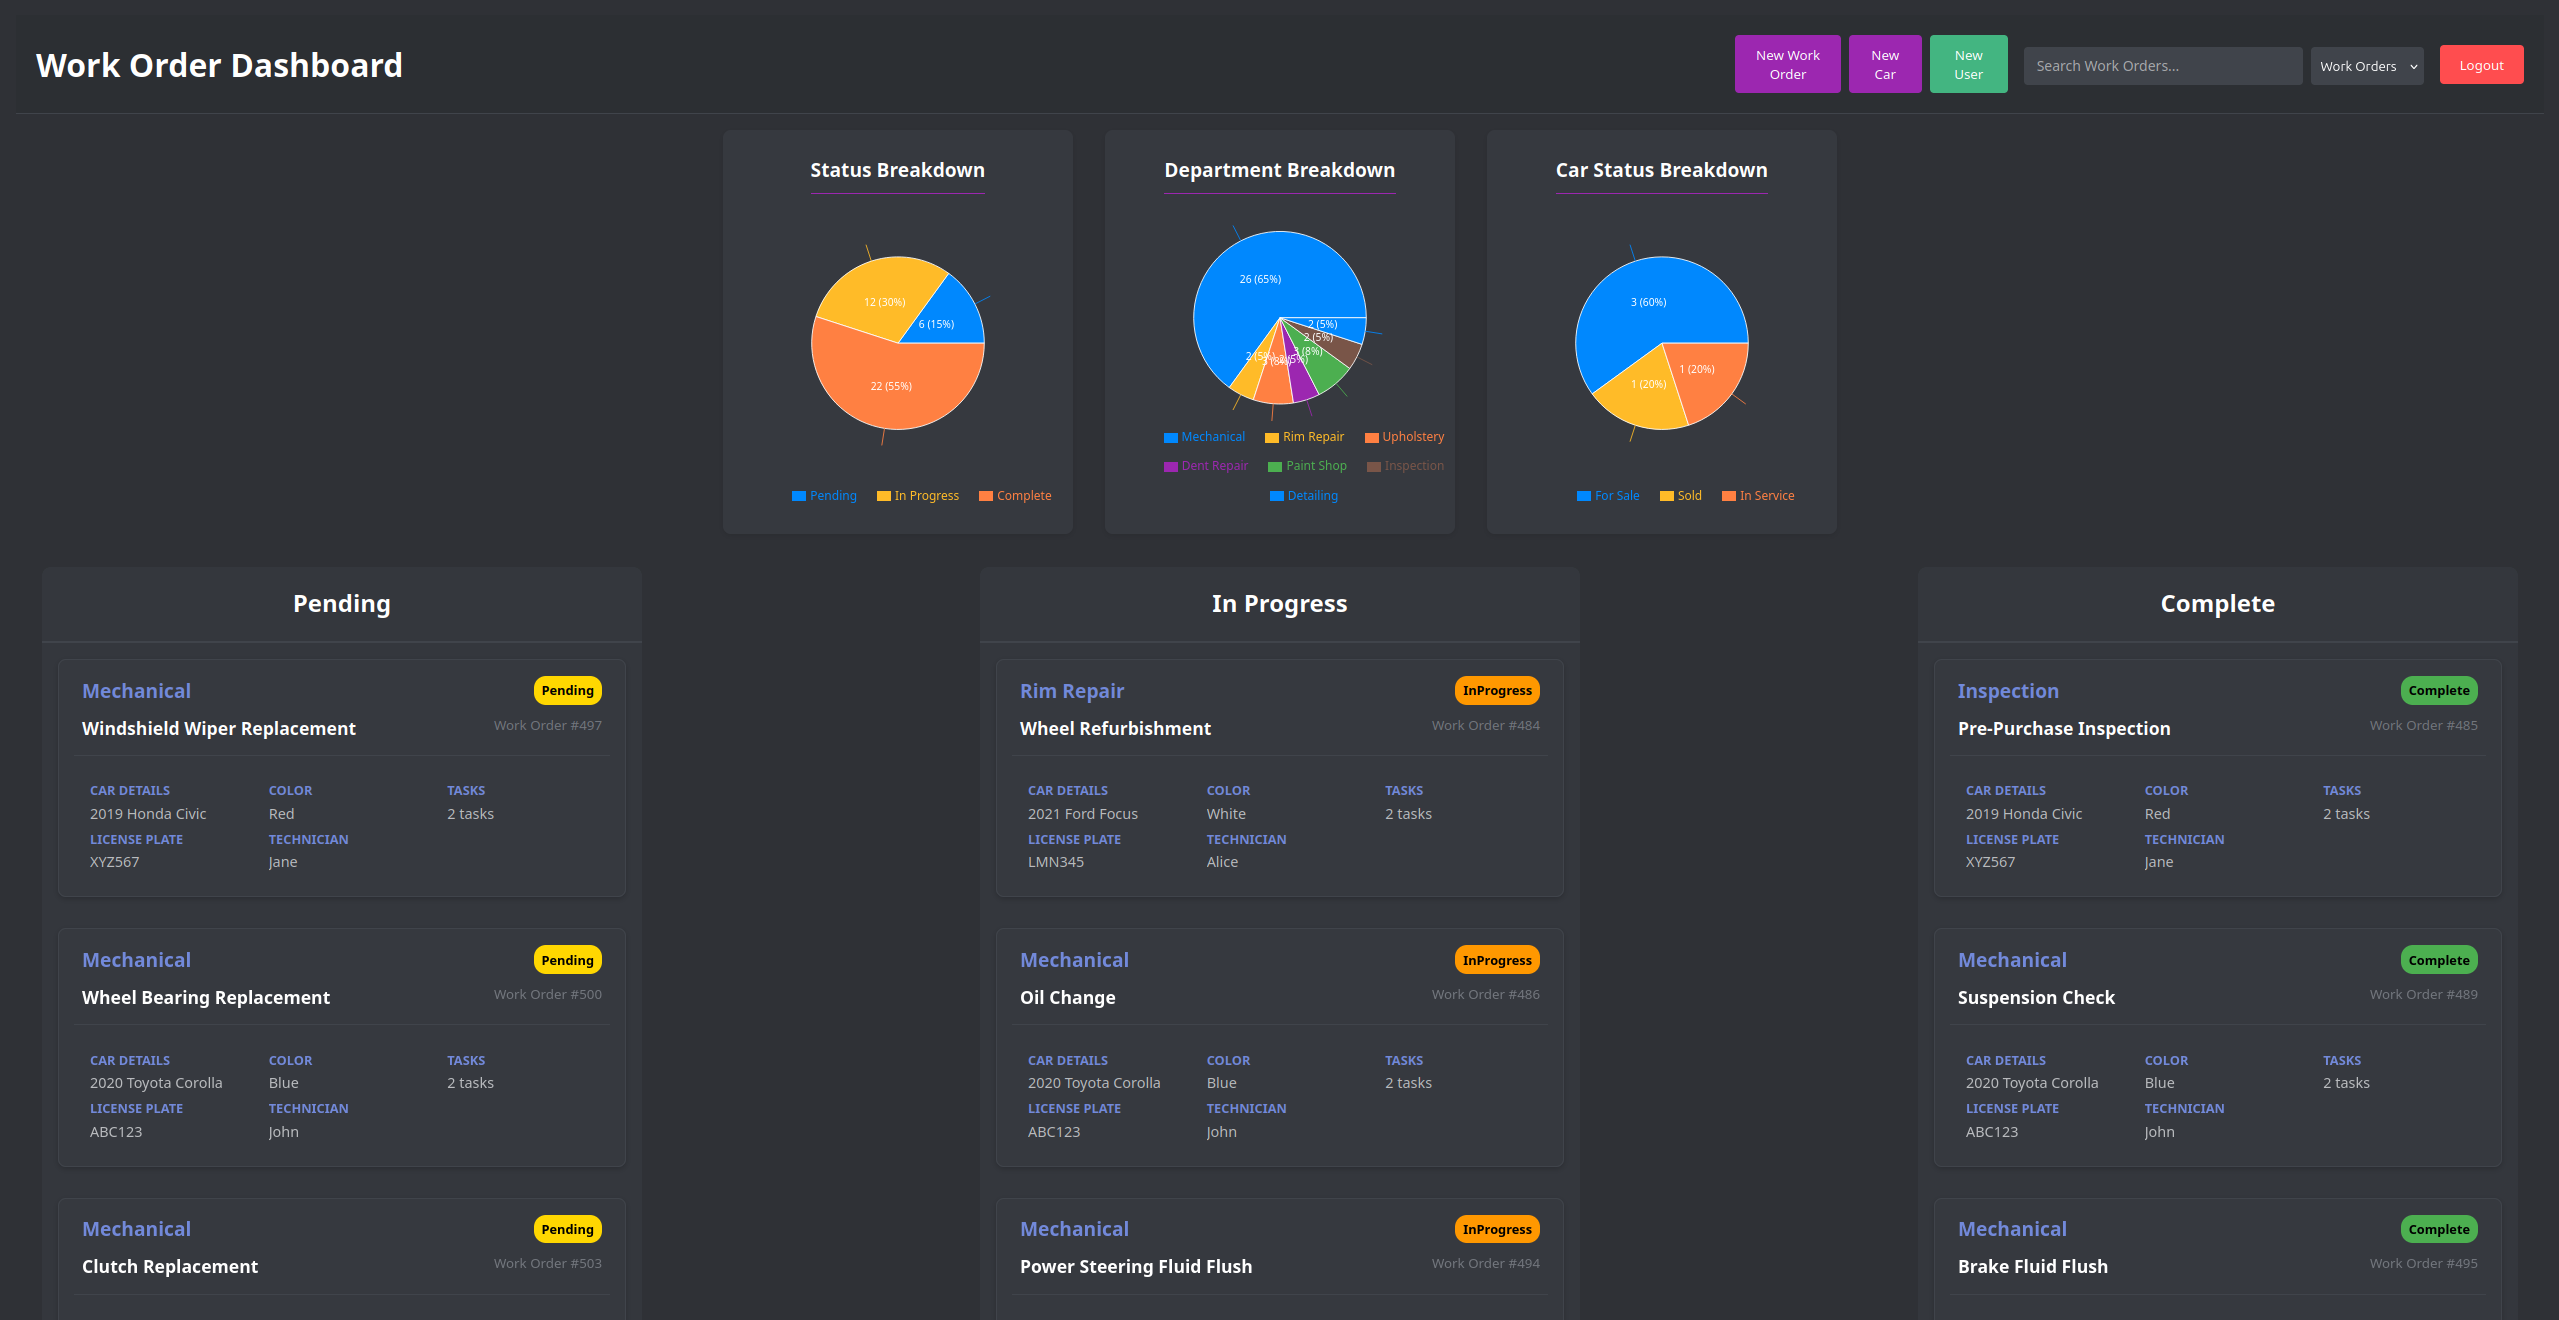 Work Order Dashboard
New Work
Order
New
Car
New
User
Search Work Orders...
Work Orders
Logout
Status Breakdown
12 (30%)
6 (15%)
22 (55%)
Pending
In Progress
Complete
Department Breakdown
26 (65%)
2 (5%)
2 (5%)
3 (8%)
2 (5%)
3 (8%)
2 (5%)
Mechanical
Rim Repair
Upholstery
Dent Repair
Paint Shop
Inspection
Detailing
Car Status Breakdown
3 (60%)
1 (20%)
1 (20%)
For Sale
Sold
In Service
Pending
Mechanical
Pending
Windshield Wiper Replacement
Work Order #497
CAR DETAILS
COLOR
TASKS
2019 Honda Civic
Red
2 tasks
LICENSE PLATE
TECHNICIAN
XYZ567
Jane
Mechanical
Pending
Wheel Bearing Replacement
Work Order #500
CAR DETAILS
COLOR
TASKS
2020 Toyota Corolla
Blue
2 tasks
LICENSE PLATE
TECHNICIAN
ABC123
John
Mechanical
Pending
Clutch Replacement
Work Order #503
In Progress
Rim Repair
InProgress
Wheel Refurbishment
Work Order #484
CAR DETAILS
COLOR
TASKS
2021 Ford Focus
White
2 tasks
LICENSE PLATE
TECHNICIAN
LMN345
Alice
Mechanical
InProgress
Oil Change
Work Order #486
CAR DETAILS
COLOR
TASKS
2020 Toyota Corolla
Blue
2 tasks
LICENSE PLATE
TECHNICIAN
ABC123
John
Mechanical
InProgress
Power Steering Fluid Flush
Work Order #494
Complete
Inspection
Complete
Pre-Purchase Inspection
Work Order #485
CAR DETAILS
COLOR
TASKS
2019 Honda Civic
Red
2 tasks
LICENSE PLATE
TECHNICIAN
XYZ567
Jane
Mechanical
Complete
Suspension Check
Work Order #489
CAR DETAILS
COLOR
TASKS
2020 Toyota Corolla
Blue
2 tasks
LICENSE PLATE
TECHNICIAN
ABC123
John
Mechanical
Complete
Brake Fluid Flush
Work Order #495